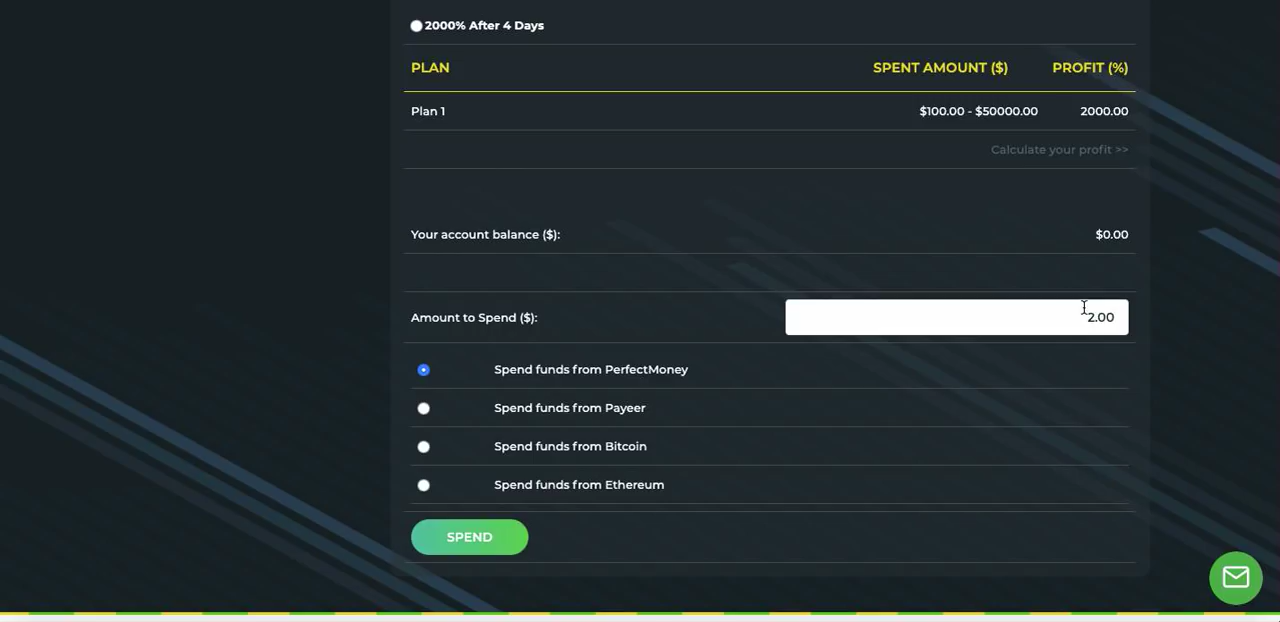 2000% After 4 Days
PLAN SPENT AMOUNT ($) PROFIT (%)
Plan 1 $100.00 - $50000.00 2000.00
Calculate your profit >>
Your account balance ($): $0.00
Amount to Spend ($): 2.00
Spend funds from PerfectMoney
Spend funds from Payeer
Spend funds from Bitcoin
Spend funds from Ethereum
SPEND